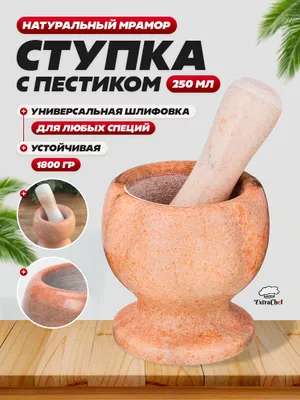 НАТУРАЛЬНЫЙ МРАМОР
СТУПКА
С ПЕСТИКОМ 250 МЛ
УНИВЕРСАЛЬНАЯ ШЛИФОВКА
ДЛЯ ЛЮБЫХ СПЕЦИЙ
УСТОЙЧИВАЯ
1800 ГР
ExtraChef